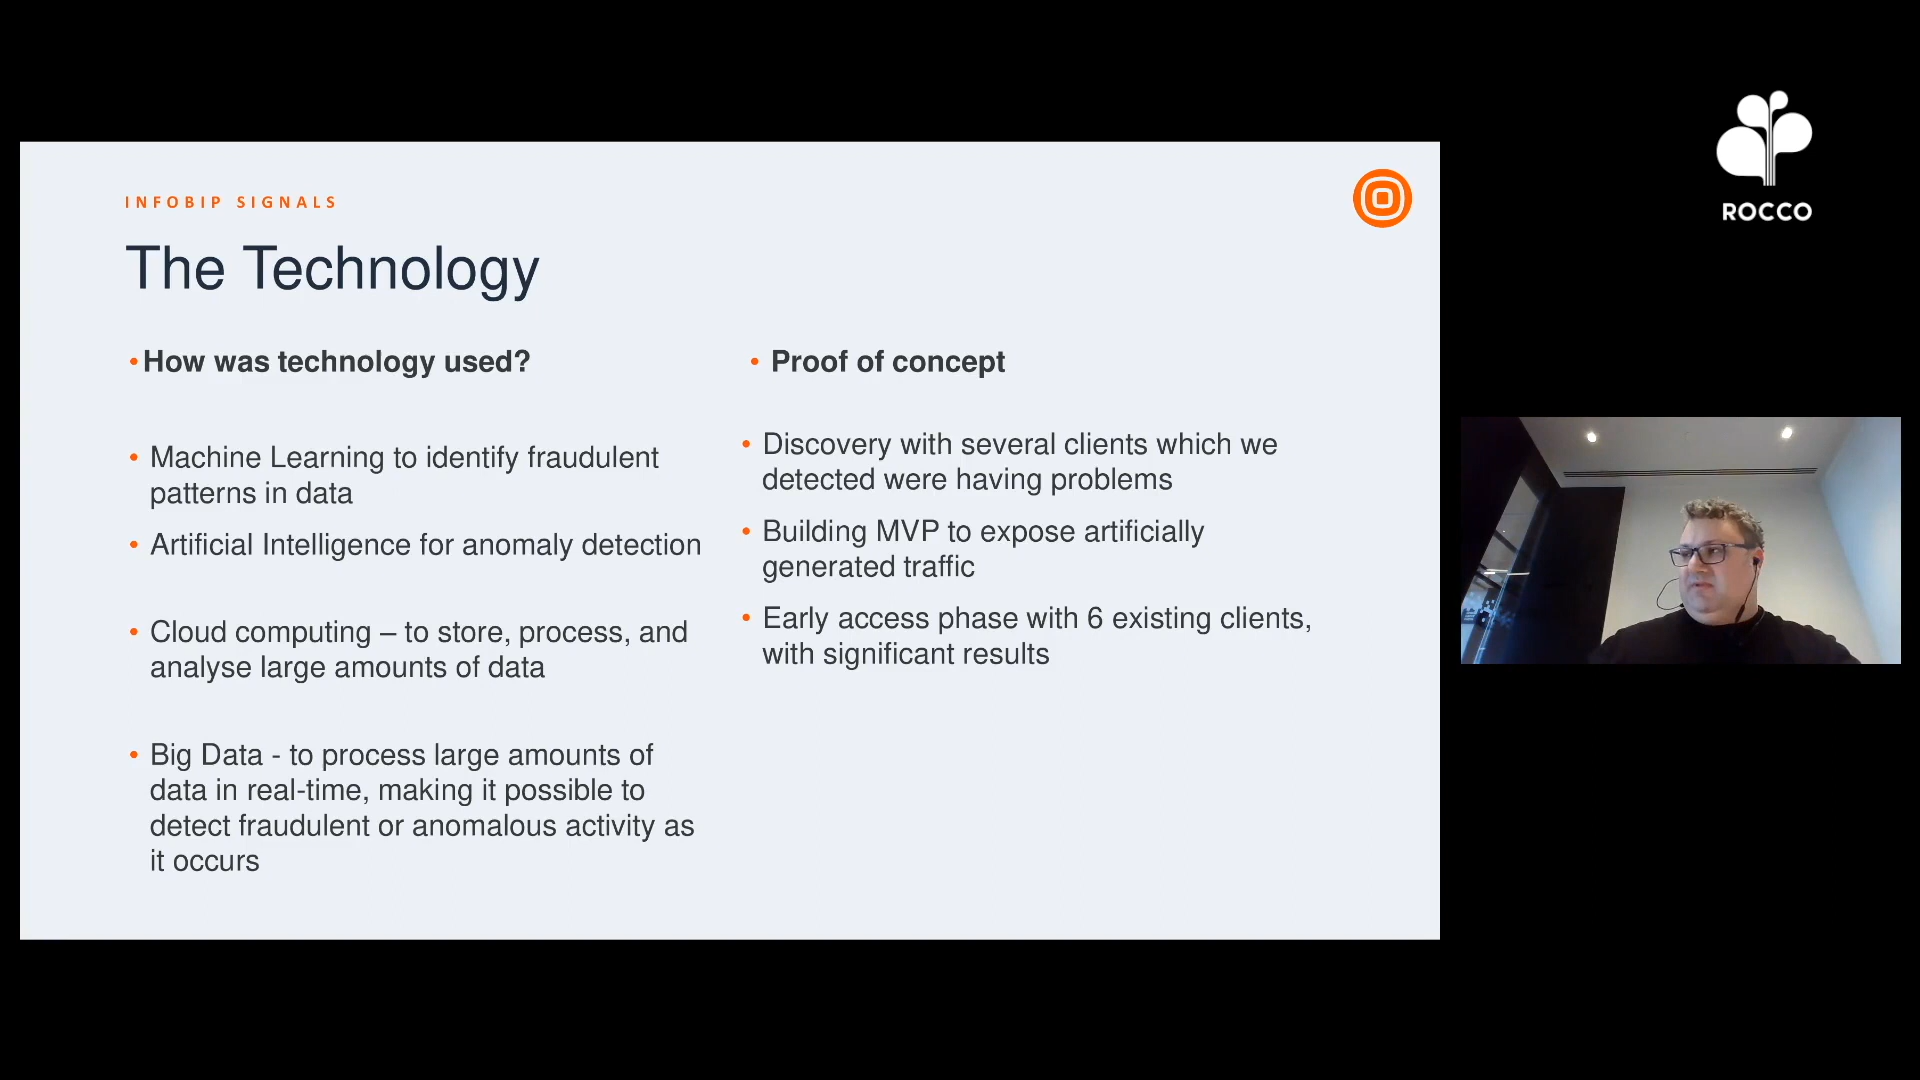 INFOBIP SIGNALS
The Technology
•How was technology used?
• Machine Learning to identify fraudulent
patterns in data
• Artificial Intelligence for anomaly detection
• Cloud computing – to store, process, and
analyse large amounts of data
• Big Data - to process large amounts of
data in real-time, making it possible to
detect fraudulent or anomalous activity as
it occurs
• Proof of concept
• Discovery with several clients which we
detected were having problems
• Building MVP to expose artificially
generated traffic
• Early access phase with 6 existing clients,
with significant results
ROCCO